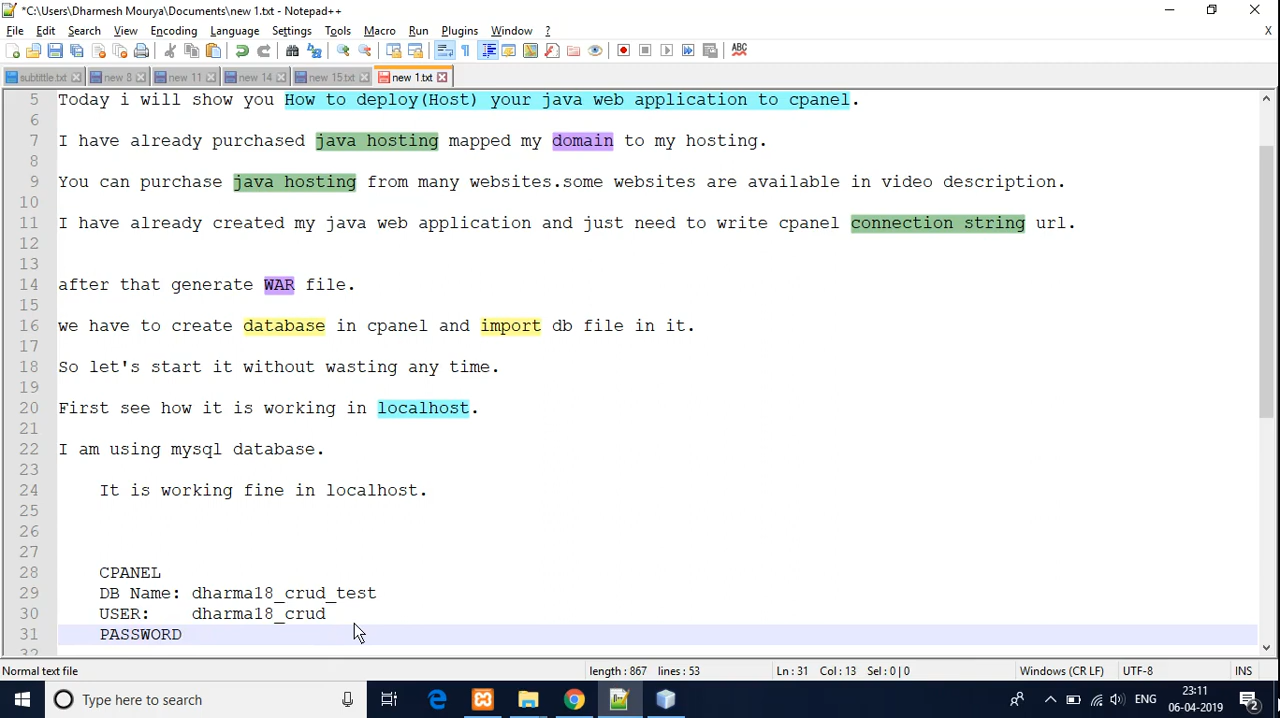 *C:\Users\Dharmesh Mourya\Documents\new 1.txt - Notepad++
File Edit Search View Encoding Language Settings Tools Macro Run Plugins Window ?
X
ABC
subtittle.txt new 8 new 11 new 14 new 15.txt new 1.txt
5 Today i will show you How to deploy(Host) your java web application to cpanel.
6
7 I have already purchased java hosting mapped my domain to my hosting.
8
9 You can purchase java hosting from many websites.some websites are available in video description.
10
11 I have already created my java web application and just need to write cpanel connection string url.
12
13
14 after that generate WAR file.
15
16 we have to create database in cpanel and import db file in it.
17
18 So let's start it without wasting any time.
19
20 First see how it is working in localhost.
21
22 I am using mysql database.
23
24 It is working fine in localhost.
25
26
27
28 CPANEL
29 DB Name: dharma18_crud_test
30 USER: dharma18_crud
31 PASSWORD
32
Normal text file length : 867 lines : 53 Ln : 31 Col : 13 Sel : 0 | 0 Windows (CR LF) UTF-8 INS
Type here to search ENG 23:11
06-04-2019 2